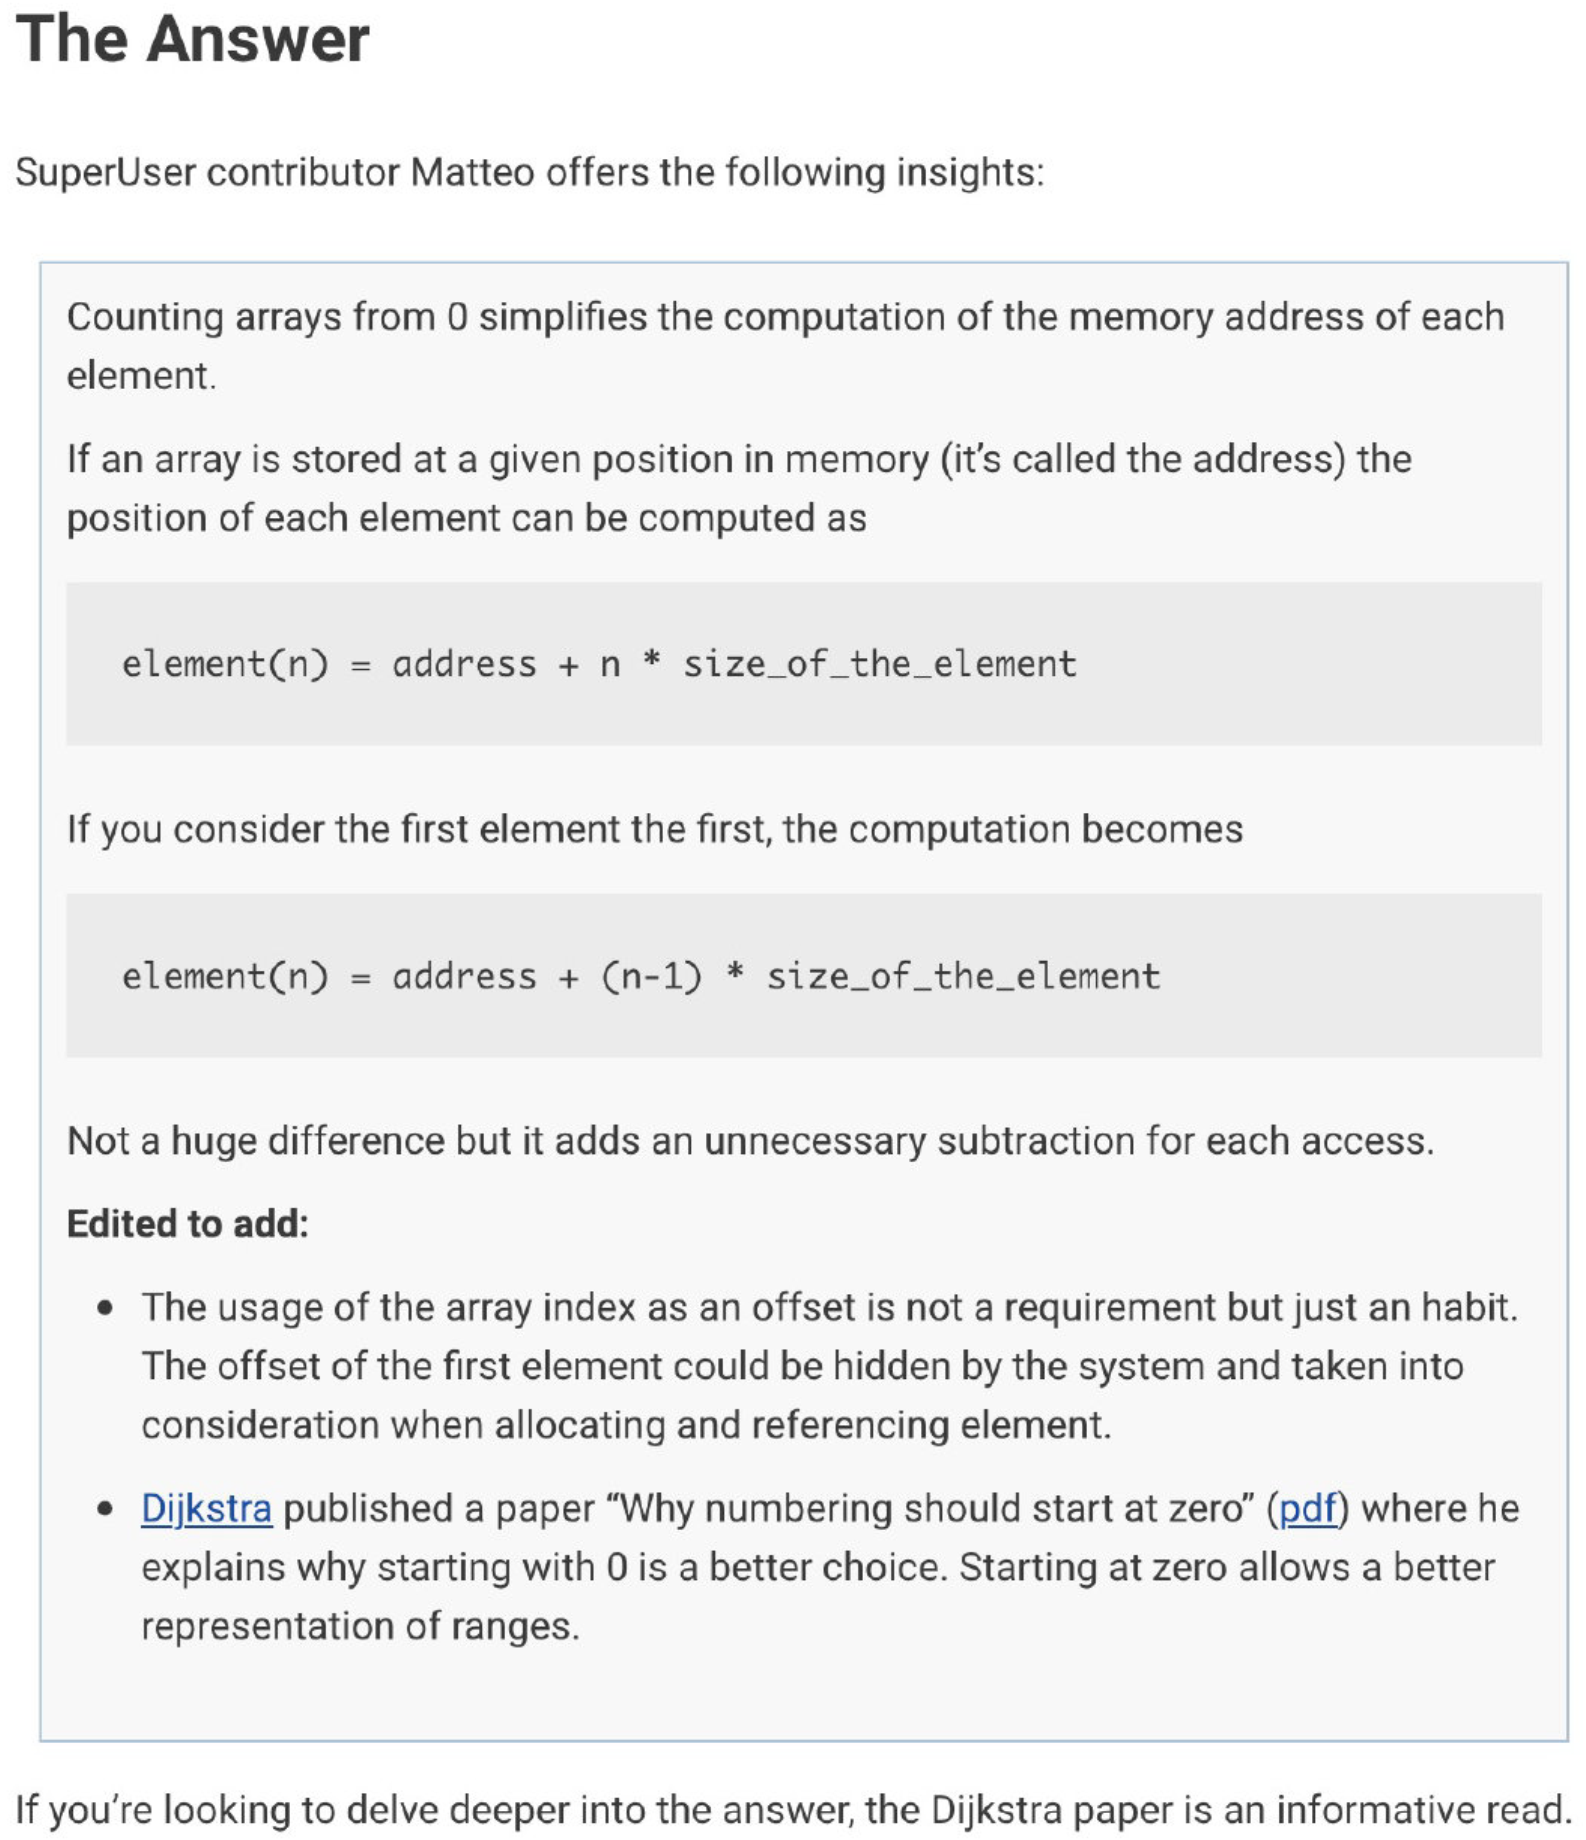 The Answer
SuperUser contributor Matteo offers the following insights:
Counting arrays from 0 simplifies the computation of the memory address of each
element.
If an array is stored at a given position in memory (it’s called the address) the
position of each element can be computed as
element(n) = address + n * size_of_the_element
If you consider the first element the first, the computation becomes
element(n) = address + (n-1) * size_of_the_element
Not a huge difference but it adds an unnecessary subtraction for each access.
Edited to add:
• The usage of the array index as an offset is not a requirement but just an habit.
The offset of the first element could be hidden by the system and taken into
consideration when allocating and referencing element.
• Dijkstra published a paper “Why numbering should start at zero” (pdf) where he
explains why starting with 0 is a better choice. Starting at zero allows a better
representation of ranges.
If you’re looking to delve deeper into the answer, the Dijkstra paper is an informative read.